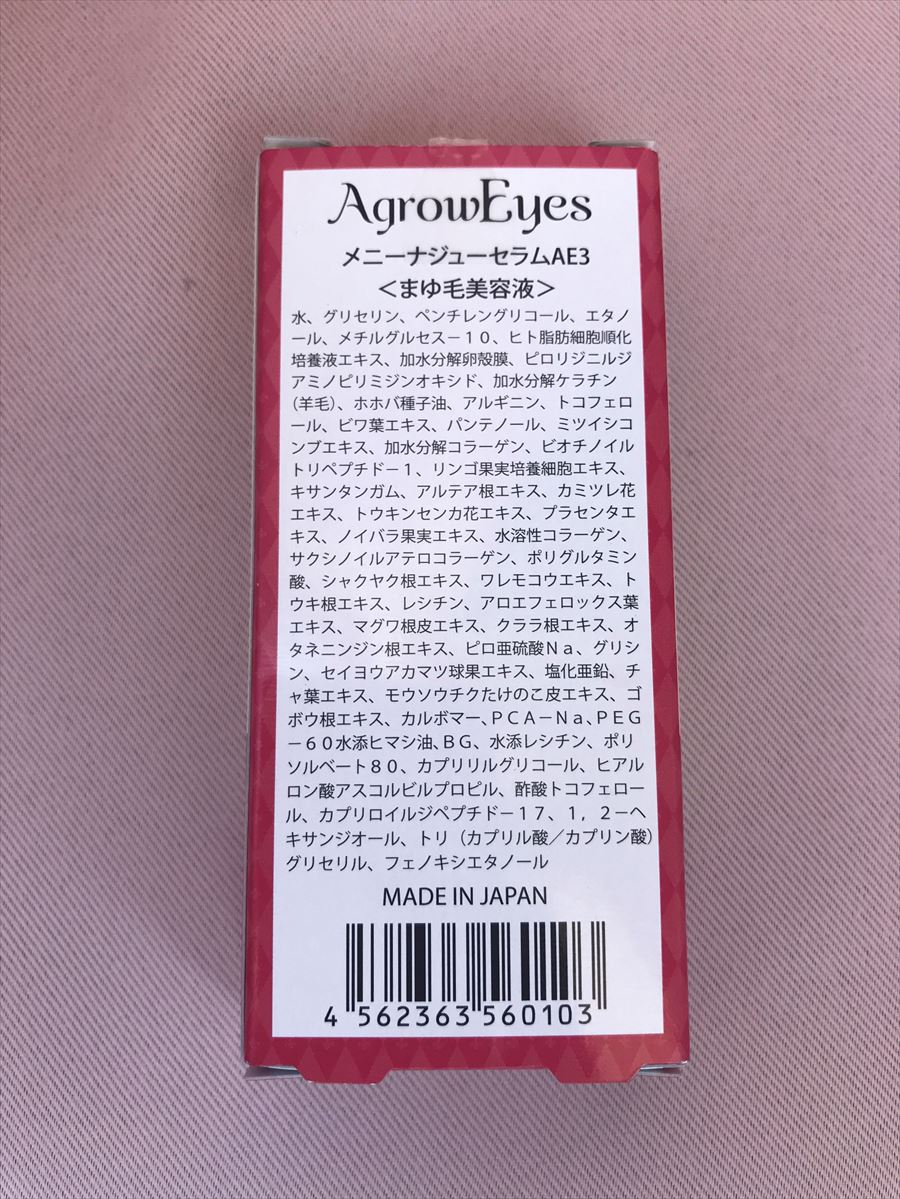 AgrowEyes
メニーナジューセラムAE3
＜まゆ毛美容液＞
水、グリセリン、ペンチレングリコール、エタノ
ール、メチルグルセス－１０、ヒト脂肪細胞順化
培養液エキス、加水分解卵殻膜、ピロリジニルジ
アミノピリミジンオキシド、加水分解ケラチン
（羊毛）、ホホバ種子油、アルギニン、トコフェロ
ール、ビワ葉エキス、パンテノール、ミツイシコ
ンブエキス、加水分解コラーゲン、ビオチノイル
トリペプチド－１、リンゴ果実培養細胞エキス、
キサンタンガム、アルテア根エキス、カミツレ花
エキス、トウキンセンカ花エキス、プラセンタエ
キス、ノイバラ果実エキス、水溶性コラーゲン、
サクシノイルアテロコラーゲン、ポリグルタミン
酸、シャクヤク根エキス、ワレモコウエキス、ト
ウキ根エキス、レシチン、アロエフェロックス葉
エキス、マグワ根皮エキス、クララ根エキス、オ
タネニンジン根エキス、ピロ亜硫酸Ｎａ、グリシ
ン、セイヨウアカマツ球果エキス、塩化亜鉛、チ
ャ葉エキス、モウソウチクたけのこ皮エキス、ゴ
ボウ根エキス、カルボマー、ＰＣＡ－Ｎａ、ＰＥＧ
－６０水添ヒマシ油、ＢＧ、水添レシチン、ポリ
ソルベート８０、カプリリルグリコール、ヒアル
ロン酸アスコルビルプロピル、酢酸トコフェロー
ル、カプリロイルジペプチド－１７、１，２－ヘ
キサンジオール、トリ（カプリル酸／カプリン酸）
グリセリル、フェノキシエタノール
MADE IN JAPAN
4 562363 560103